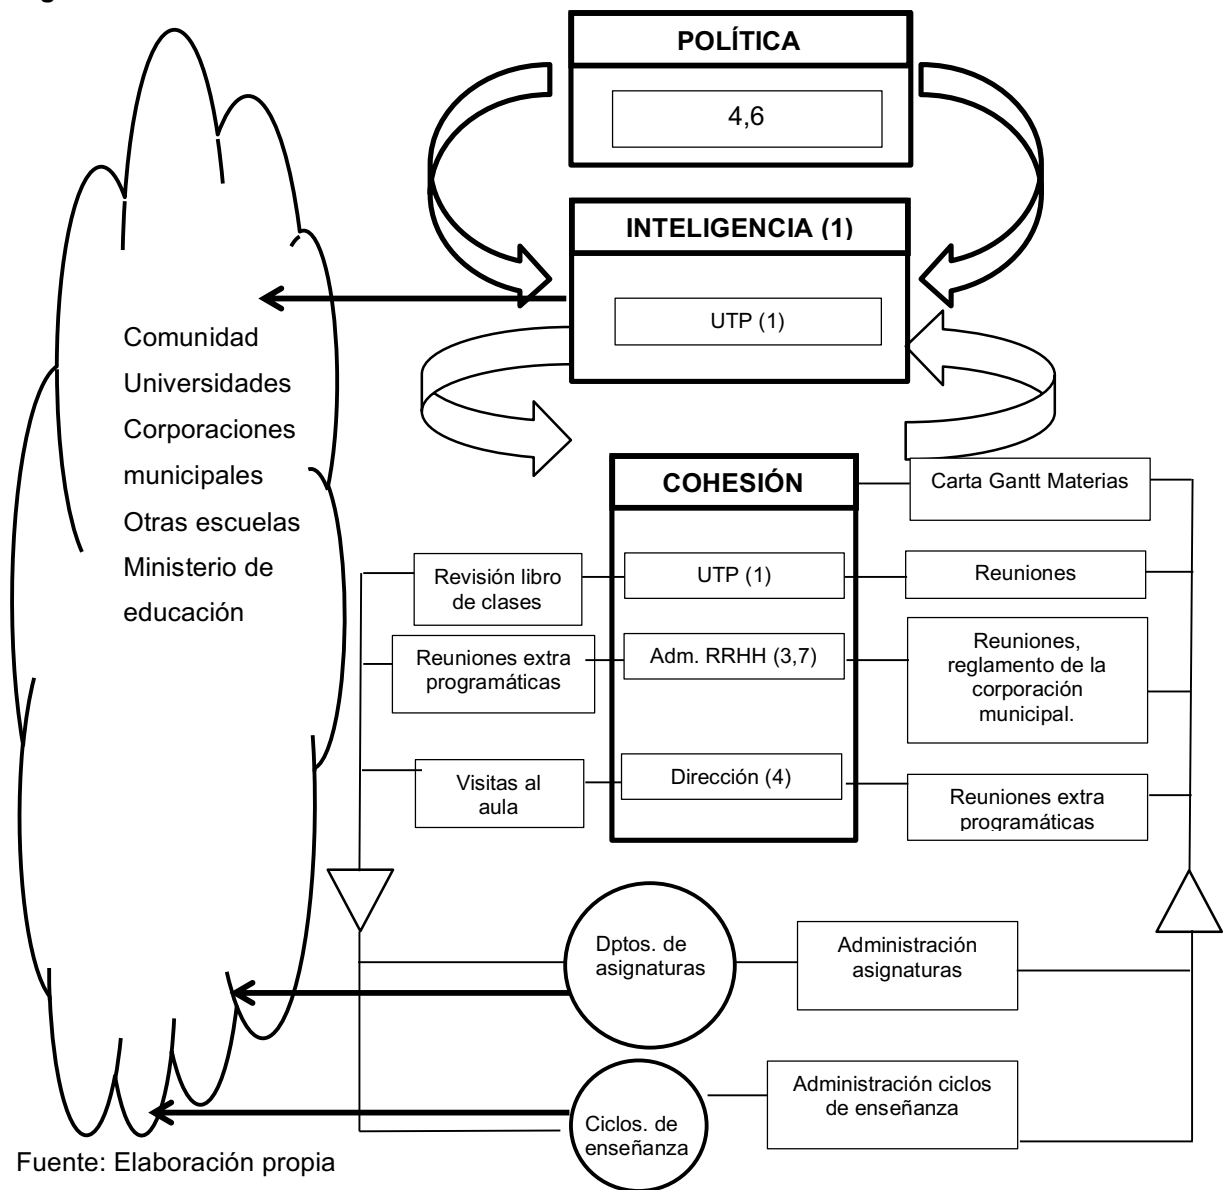 POLÍTICA
4,6
INTELIGENCIA (1)
UTP (1)
Comunidad
Universidades
Corporaciones
municipales
Otras escuelas
Ministerio de
educación
COHESIÓN
Carta Gantt Materias
Revisión libro
de clases
UTP (1)
Reuniones
Reuniones extra
programáticas
Adm. RRHH (3,7)
Reuniones,
reglamento de la
corporación
municipal.
Visitas al
aula
Dirección (4)
Reuniones extra
programáticas
Dptos. de
asignaturas
Administración
asignaturas
Ciclos. de
enseñanza
Administración ciclos
de enseñanza
Fuente: Elaboración propia